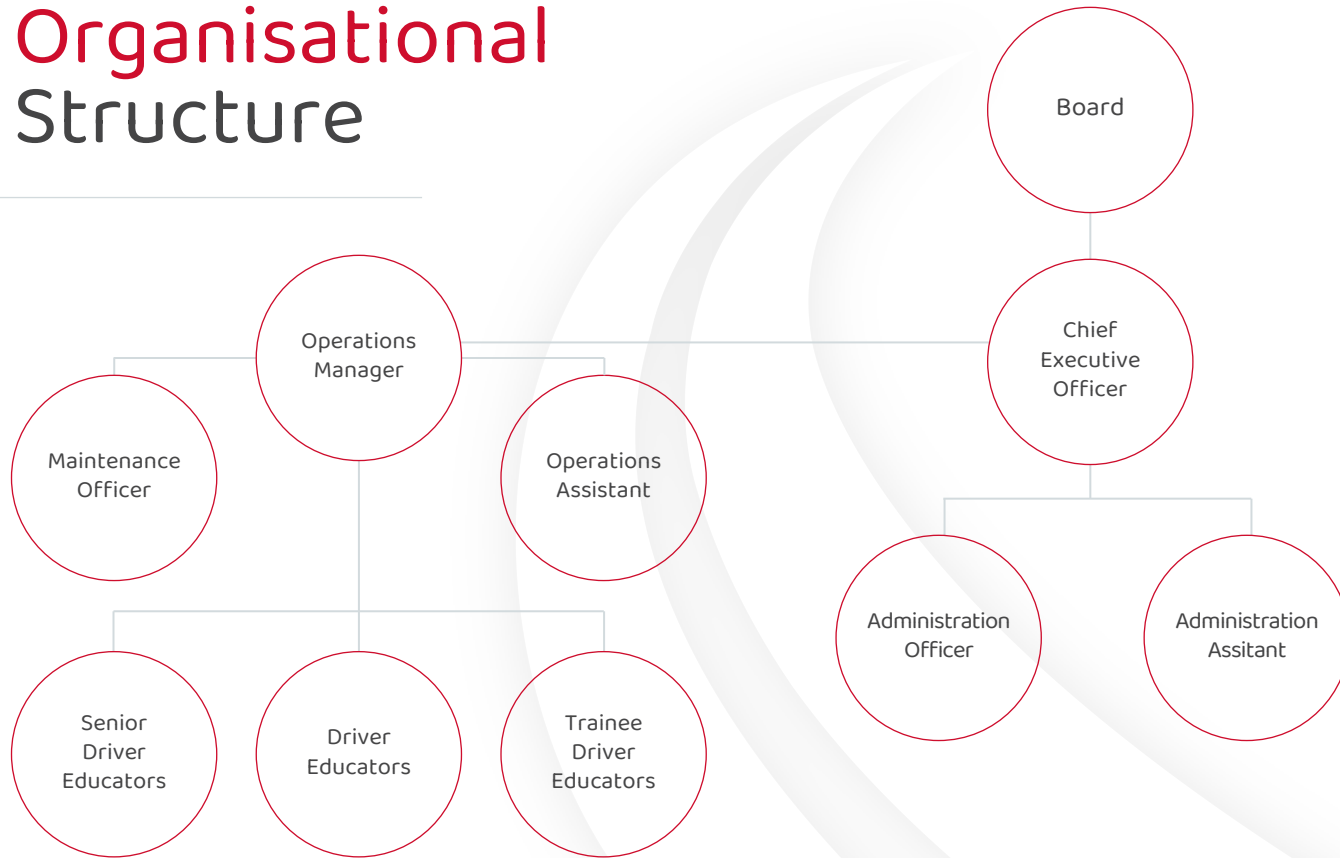 Organisational
Structure
Board
Chief
Executive
Officer
Operations
Manager
Maintenance
Officer
Operations
Assistant
Administration
Officer
Administration
Assitant
Senior
Driver
Educators
Driver
Educators
Trainee
Driver
Educators